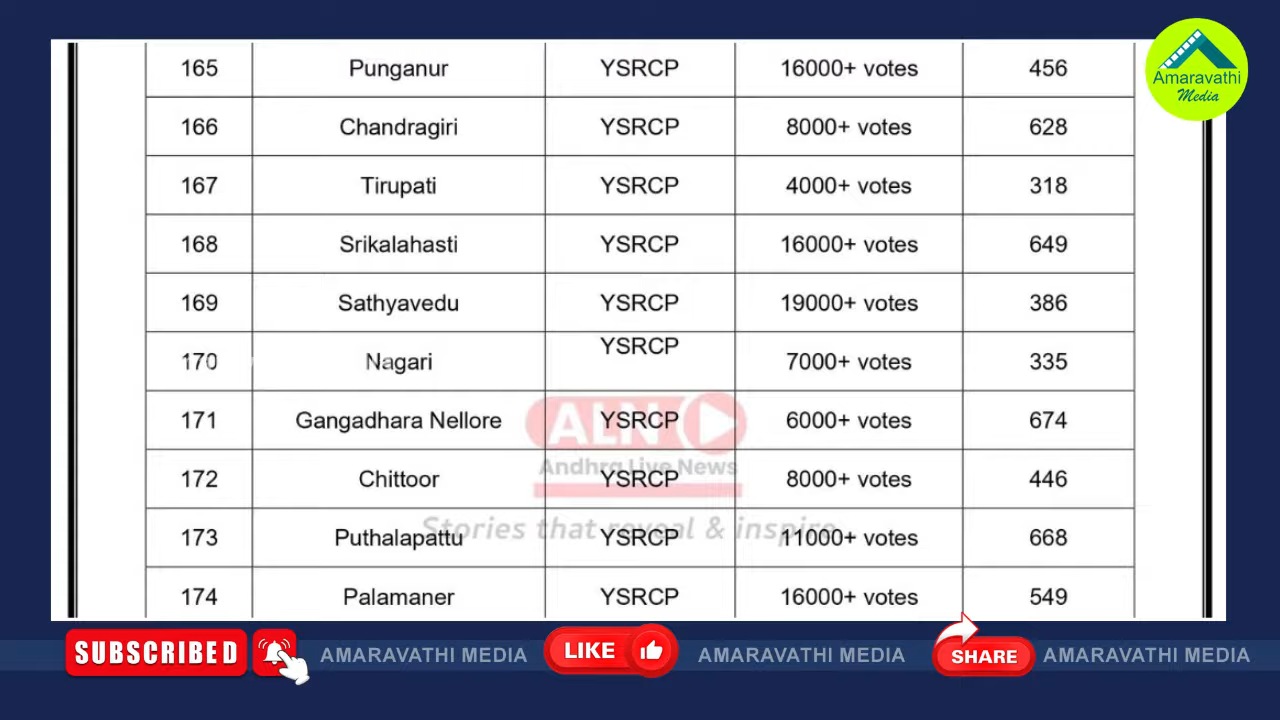 165 Punganur YSRCP 16000+ votes 456
Amaravathi
Media
166 Chandragiri YSRCP 8000+ votes 628
167 Tirupati YSRCP 4000+ votes 318
168 Srikalahasti YSRCP 16000+ votes 649
169 Sathyavedu YSRCP 19000+ votes 386
170 Nagari YSRCP 7000+ votes 335
171 Gangadhara Nellore YSRCP 6000+ votes 674
ALN
Andhra Live News
172 Chittoor YSRCP 8000+ votes 446
Stories that reveal & inspire
173 Puthalapattu YSRCP 11000+ votes 668
174 Palamaner YSRCP 16000+ votes 549
SUBSCRIBED AMARAVATHI MEDIA LIKE AMARAVATHI MEDIA SHARE AMARAVATHI MEDIA